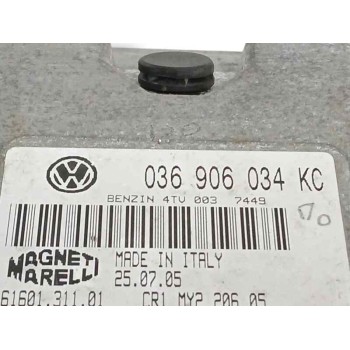 036 906 034 KC
BENZIN 4TV 003 7449
MAGNETI MARELLI
MADE IN ITALY
25.07.05
61601.311.01 CR1 MY2 206 05